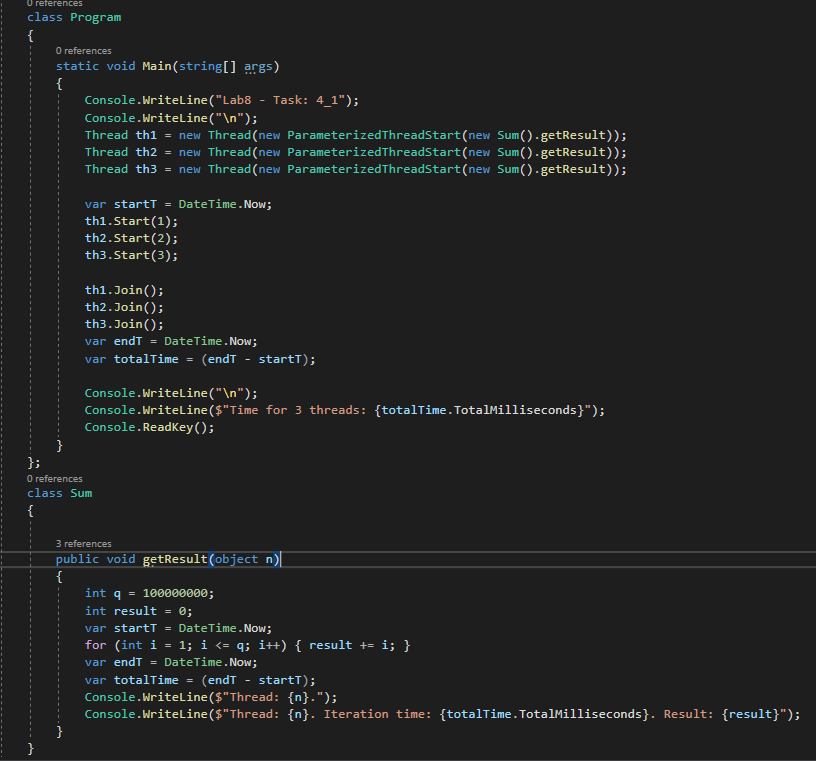 0 references
class Program
{
0 references
static void Main(string[] args)
{
Console.WriteLine("Lab8 - Task: 4_1");
Console.WriteLine("\n");
Thread th1 = new Thread(new ParameterizedThreadStart(new Sum().getResult));
Thread th2 = new Thread(new ParameterizedThreadStart(new Sum().getResult));
Thread th3 = new Thread(new ParameterizedThreadStart(new Sum().getResult));
var startT = DateTime.Now;
th1.Start(1);
th2.Start(2);
th3.Start(3);
th1.Join();
th2.Join();
th3.Join();
var endT = DateTime.Now;
var totalTime = (endT - startT);
Console.WriteLine("\n");
Console.WriteLine($"Time for 3 threads: {totalTime.TotalMilliseconds}");
Console.ReadKey();
}
};
0 references
class Sum
{
3 references
public void getResult(object n)
{
int q = 100000000;
int result = 0;
var startT = DateTime.Now;
for (int i = 1; i <= q; i++) { result += i; }
var endT = DateTime.Now;
var totalTime = (endT - startT);
Console.WriteLine($"Thread: {n}.");
Console.WriteLine($"Thread: {n}. Iteration time: {totalTime.TotalMilliseconds}. Result: {result}");
}
}